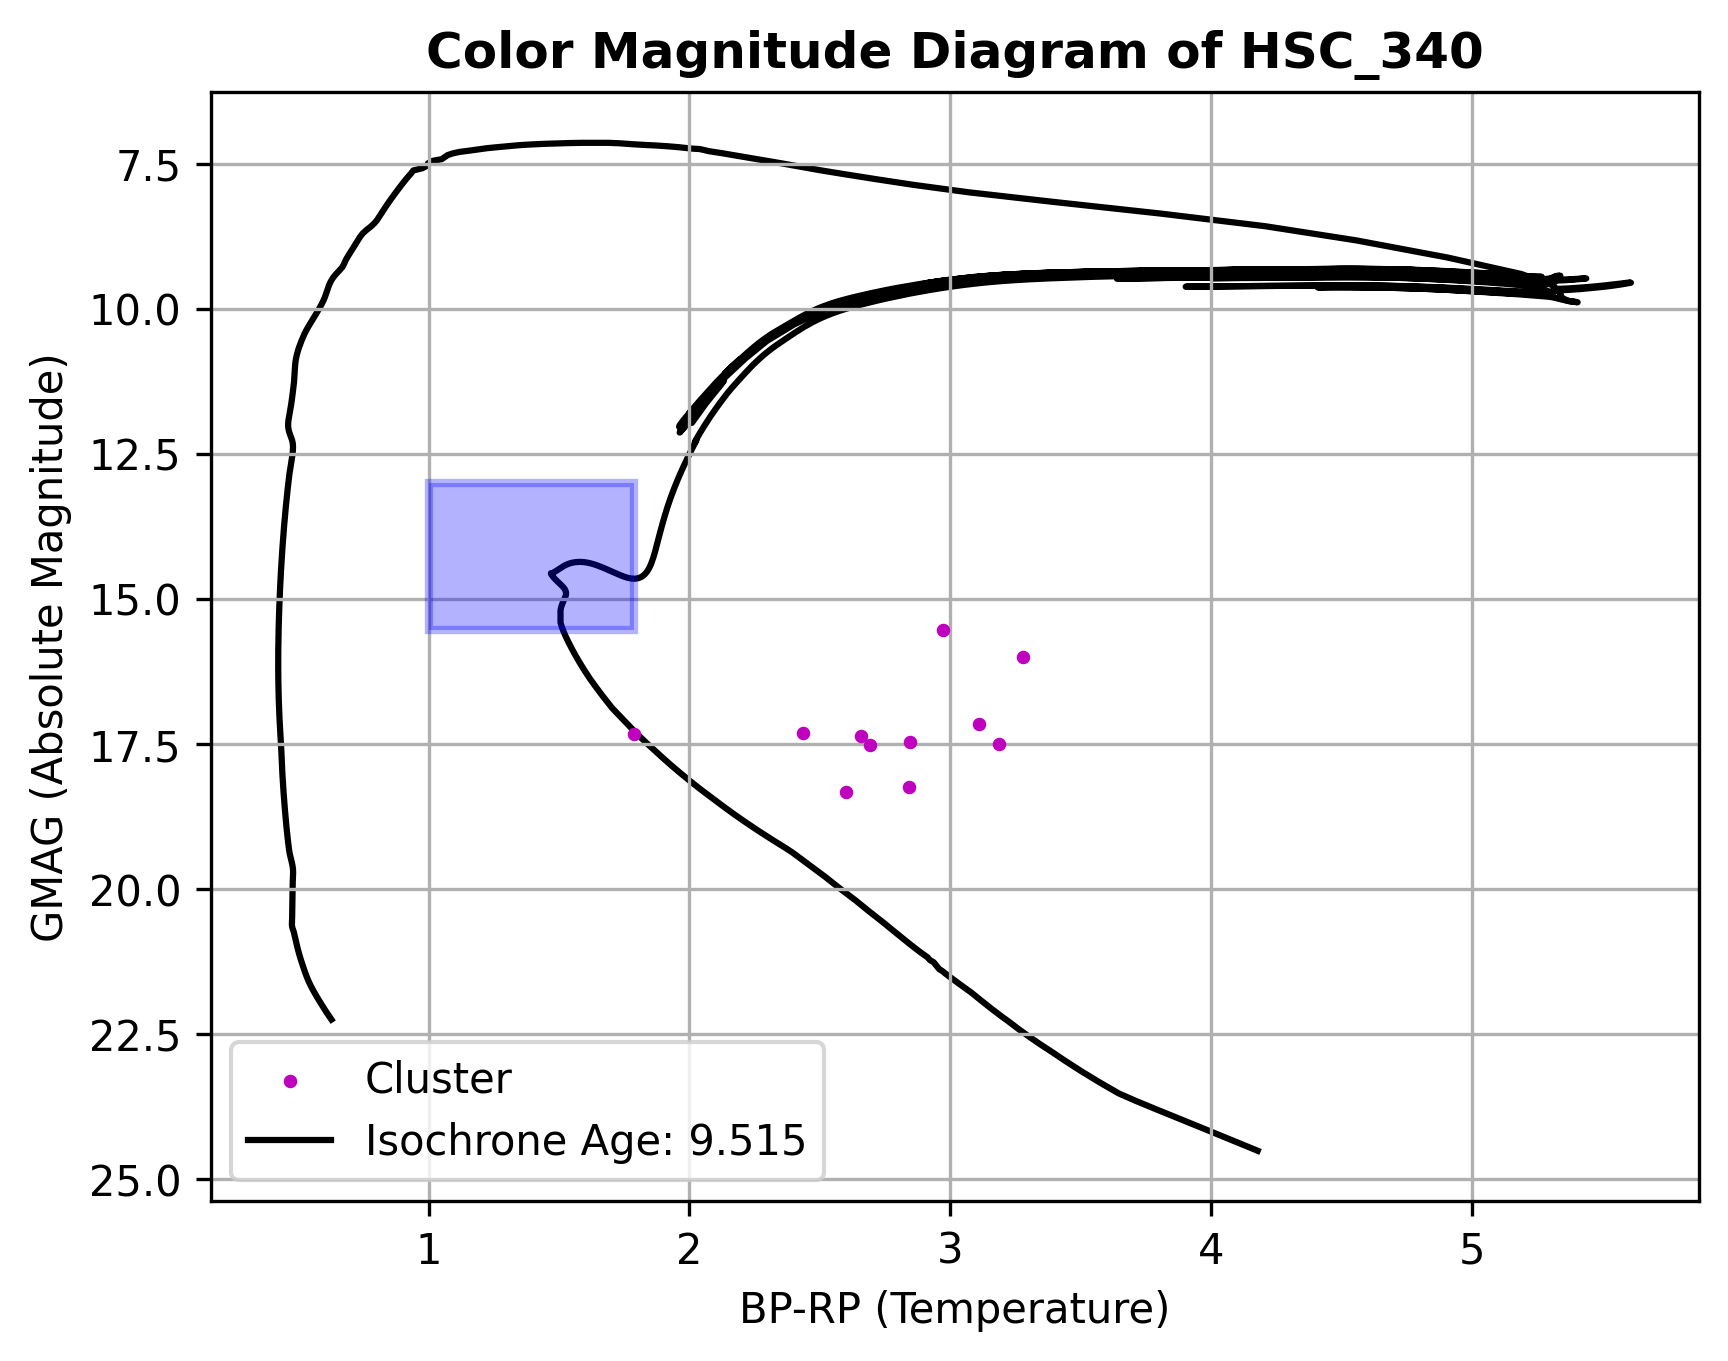 Color Magnitude Diagram of HSC_340
GMAG (Absolute Magnitude)
7.5
10.0
12.5
15.0
17.5
20.0
22.5
25.0
Cluster
Isochrone Age: 9.515
1 2 3 4 5
BP-RP (Temperature)